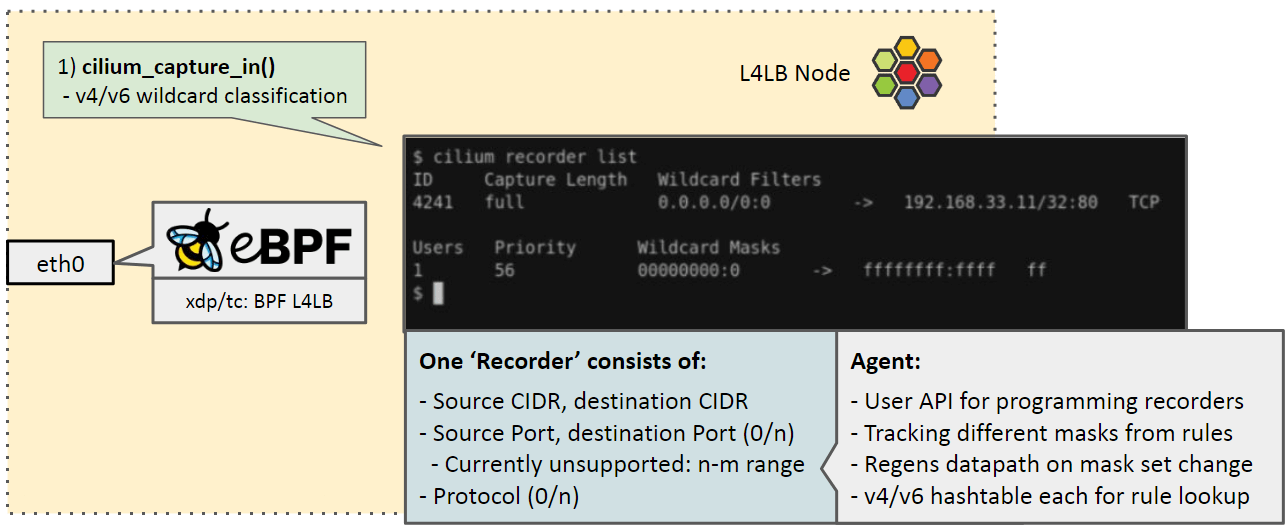 1) cilium_capture_in()
- v4/v6 wildcard classification
L4LB Node
$ cilium recorder list
ID Capture Length Wildcard Filters
4241 full 0.0.0.0/0:0 -> 192.168.33.11/32:80 TCP
Users Priority Wildcard Masks
1 56 00000000:0 -> ffffffff:ffff ff
$
eth0
eBPF
xdp/tc: BPF L4LB
One ‘Recorder’ consists of:
- Source CIDR, destination CIDR
- Source Port, destination Port (0/n)
- Currently unsupported: n-m range
- Protocol (0/n)
Agent:
- User API for programming recorders
- Tracking different masks from rules
- Regens datapath on mask set change
- v4/v6 hashtable each for rule lookup